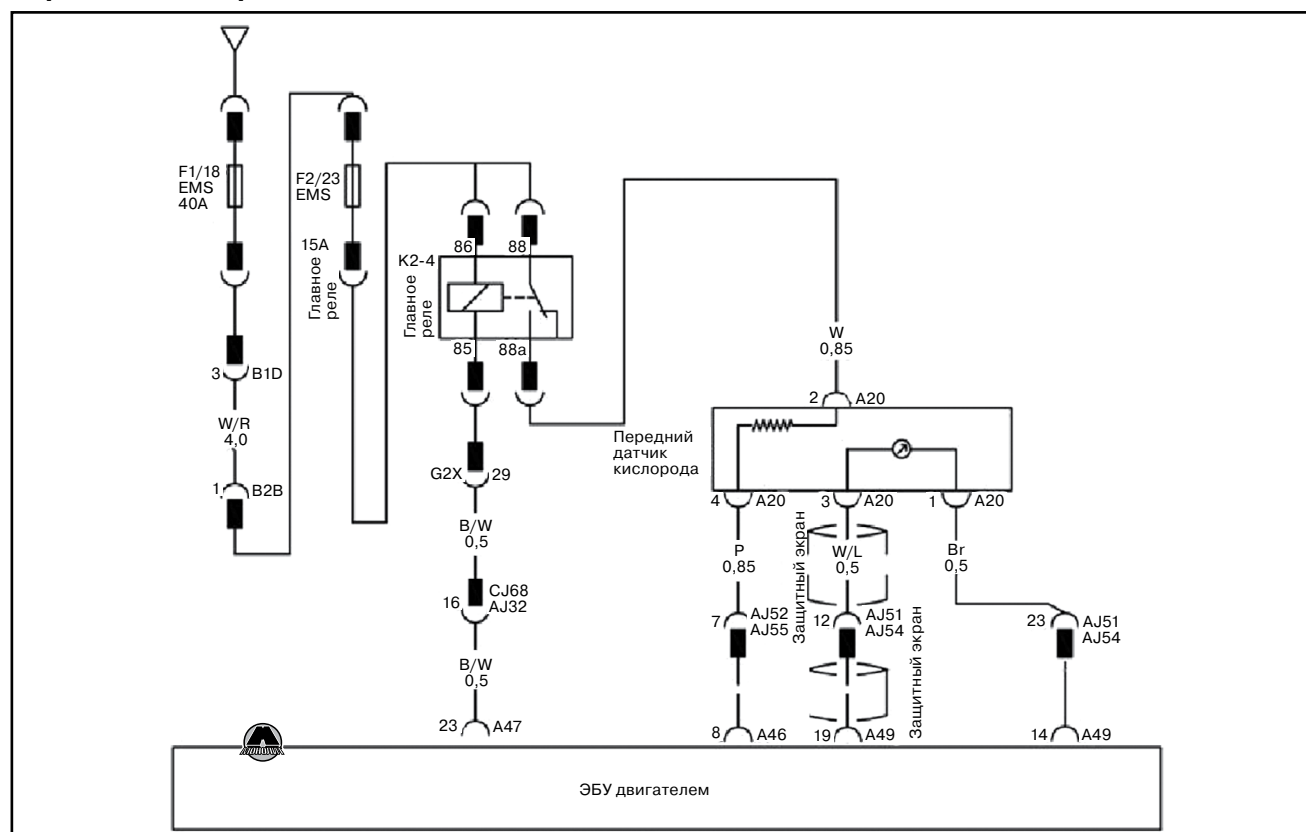 F1/18
EMS
40A
F2/23
EMS
15A
Главное
реле
86
88
K2-4
Главное
реле
85
88a
3
B1D
W/R
4,0
1
B2B
G2X
29
B/W
0,5
16
CJ68
AJ32
B/W
0,5
23
A47
W
0,85
2
A20
Передний
датчик
кислорода
4
A20
3
A20
1
A20
P
0,85
Защитный экран
W/L
0,5
Br
0,5
7
AJ52
AJ55
12
AJ51
AJ54
23
AJ51
AJ54
Защитный экран
8
A46
19
A49
14
A49
ЭБУ двигателем